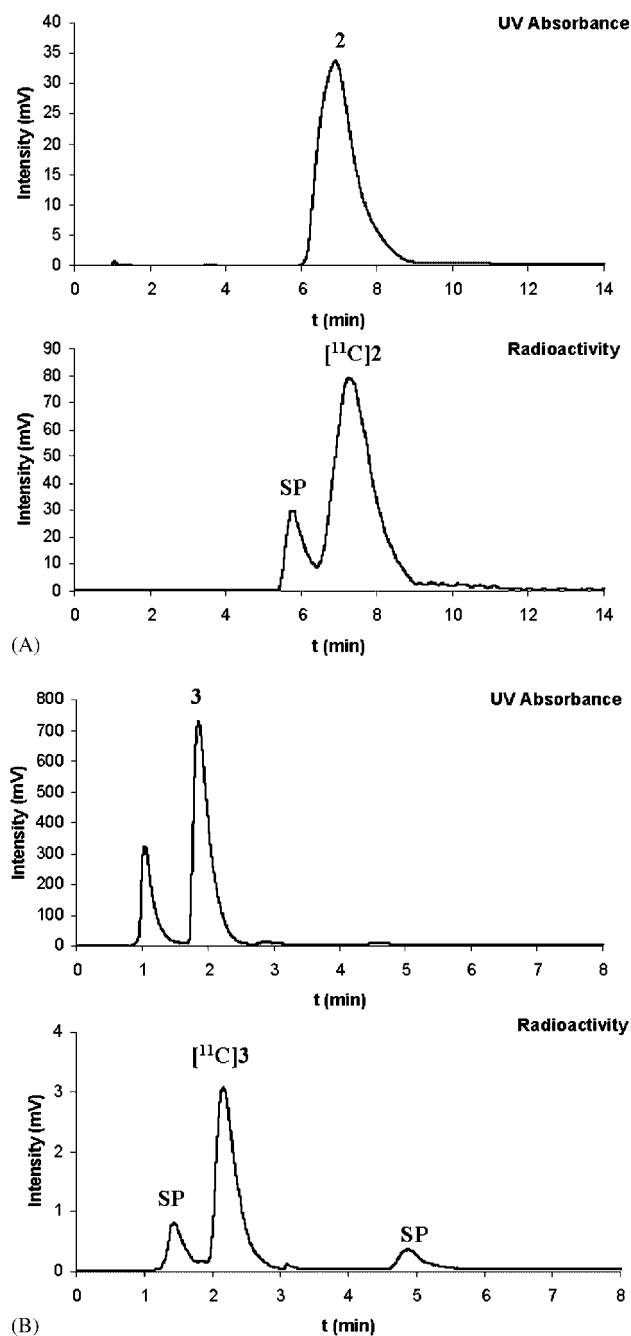 UV Absorbance
2
Intensity (mV)
40
35
30
25
20
15
10
5
0
0 2 4 6 8 10 12 14
t (min)
Radioactivity
[¹¹C]2
SP
Intensity (mV)
90
80
70
60
50
40
30
20
10
0
0 2 4 6 8 10 12 14
t (min)
(A)
UV Absorbance
3
Intensity (mV)
800
700
600
500
400
300
200
100
0
0 1 2 3 4 5 6 7 8
t (min)
Radioactivity
[¹¹C]3
SP
SP
Intensity (mV)
4
3
2
1
0
0 1 2 3 4 5 6 7 8
t (min)
(B)